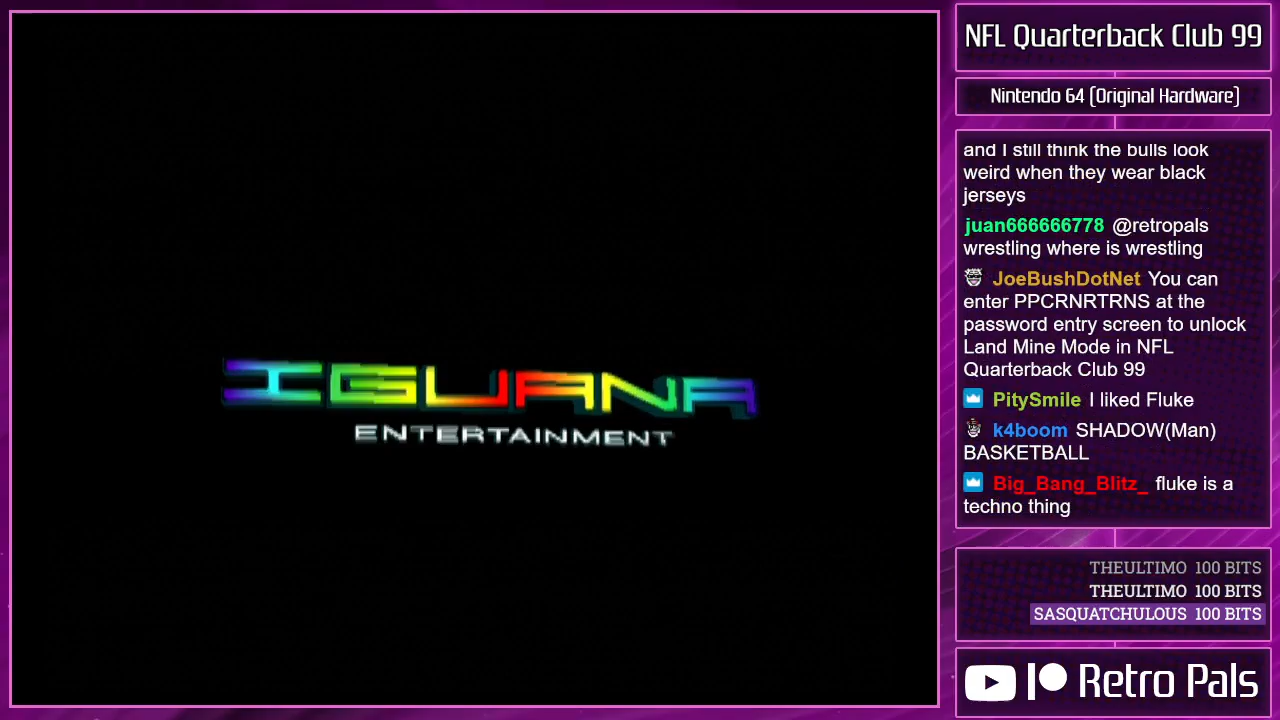 IGUANA
ENTERTAINMENT
NFL Quarterback Club 99
Nintendo 64 (Original Hardware)
and I still think the bulls look
weird when they wear black
jerseys
juan666666778 @retropals
wrestling where is wrestling
JoeBushDotNet You can
enter PPCRNRTRNS at the
password entry screen to unlock
Land Mine Mode in NFL
Quarterback Club 99
PitySmile I liked Fluke
k4boom SHADOW(Man)
BASKETBALL
Big_Bang_Blitz_ fluke is a
techno thing
THEULTIMO 100 BITS
THEULTIMO 100 BITS
SASQUATCHULOUS 100 BITS
Retro Pals